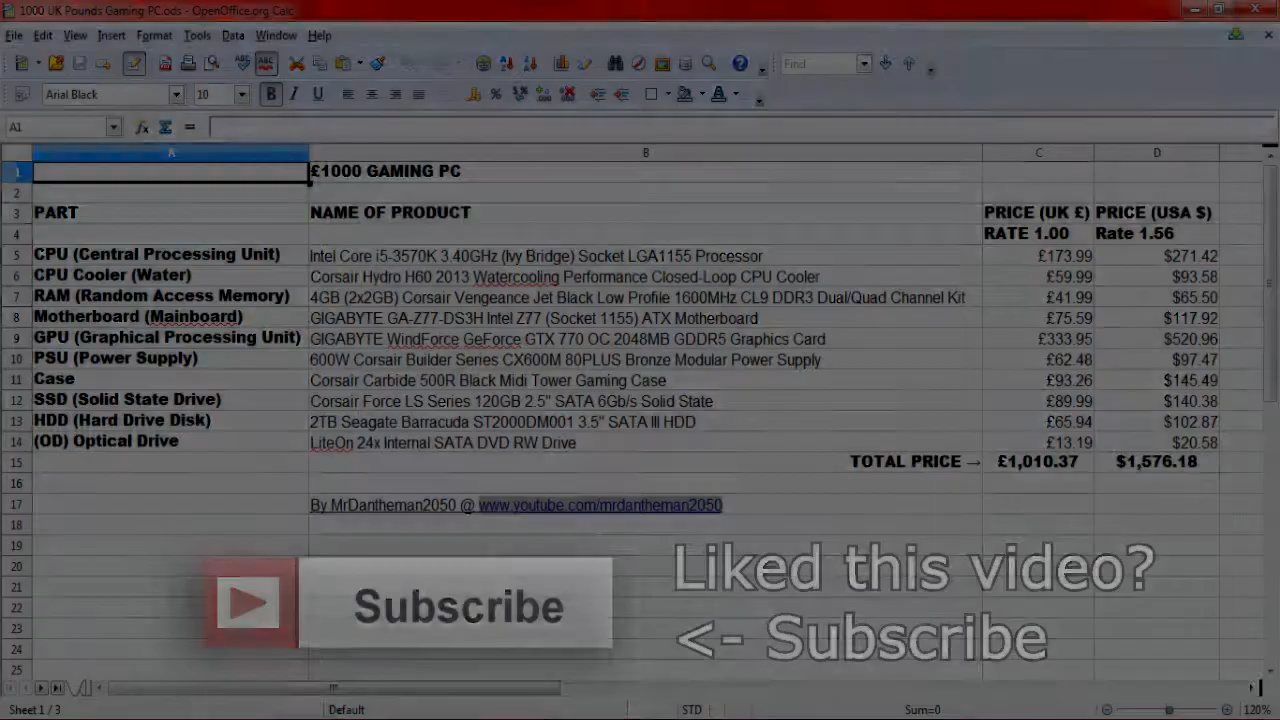 1000 UK Pounds Gaming PC.ods - OpenOffice.org Calc
File Edit View Insert Format Tools Data Window Help
Find
Arial Black 10
A1
A B C D
1 £1000 GAMING PC
2
3 PART NAME OF PRODUCT PRICE (UK £) PRICE (USA $)
4 RATE 1.00 Rate 1.56
5 CPU (Central Processing Unit) Intel Core i5-3570K 3.40GHz (Ivy Bridge) Socket LGA1155 Processor £173.99 $271.42
6 CPU Cooler (Water) Corsair Hydro H60 2013 Watercooling Performance Closed-Loop CPU Cooler £59.99 $93.58
7 RAM (Random Access Memory) 4GB (2x2GB) Corsair Vengeance Jet Black Low Profile 1600MHz CL9 DDR3 Dual/Quad Channel Kit £41.99 $65.50
8 Motherboard (Mainboard) GIGABYTE GA-Z77-DS3H Intel Z77 (Socket 1155) ATX Motherboard £75.59 $117.92
9 GPU (Graphical Processing Unit) GIGABYTE WindForce GeForce GTX 770 OC 2048MB GDDR5 Graphics Card £333.95 $520.96
10 PSU (Power Supply) 600W Corsair Builder Series CX600M 80PLUS Bronze Modular Power Supply £62.48 $97.47
11 Case Corsair Carbide 500R Black Midi Tower Gaming Case £93.26 $145.49
12 SSD (Solid State Drive) Corsair Force LS Series 120GB 2.5" SATA 6Gb/s Solid State £89.99 $140.38
13 HDD (Hard Drive Disk) 2TB Seagate Barracuda ST2000DM001 3.5" SATA III HDD £65.94 $102.87
14 (OD) Optical Drive LiteOn 24x Internal SATA DVD RW Drive £13.19 $20.58
15 TOTAL PRICE → £1,010.37 $1,576.18
16
17 By MrDantheman2050 @ www.youtube.com/mrdantheman2050
18
19
20
21
22
23
24
25
Liked this video?
Subscribe
<- Subscribe
Sheet 1 / 3 Default STD Sum=0 120%